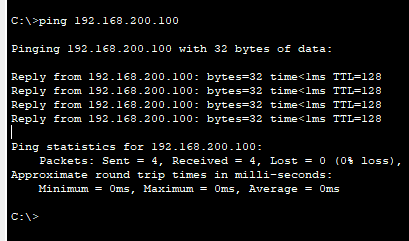 C:\>ping 192.168.200.100
Pinging 192.168.200.100 with 32 bytes of data:
Reply from 192.168.200.100: bytes=32 time<1ms TTL=128
Reply from 192.168.200.100: bytes=32 time<1ms TTL=128
Reply from 192.168.200.100: bytes=32 time<1ms TTL=128
Reply from 192.168.200.100: bytes=32 time<1ms TTL=128
Ping statistics for 192.168.200.100:
Packets: Sent = 4, Received = 4, Lost = 0 (0% loss),
Approximate round trip times in milli-seconds:
Minimum = 0ms, Maximum = 0ms, Average = 0ms
C:\>